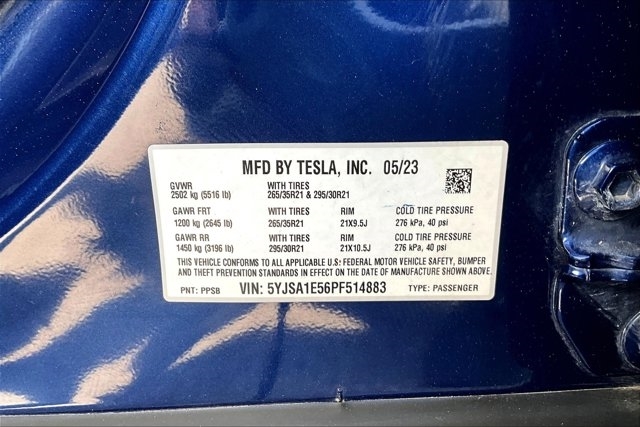 MFD BY TESLA, INC. 05/23
GVWR WITH TIRES
2502 kg (5516 lb) 265/35R21 & 295/30R21
GAWR FRT WITH TIRES RIM COLD TIRE PRESSURE
1200 kg (2645 lb) 265/35R21 21X9.5J 276 kPa, 40 psi
GAWR RR WITH TIRES RIM COLD TIRE PRESSURE
1450 kg (3196 lb) 295/30R21 21X10.5J 276 kPa, 40 psi
THIS VEHICLE CONFORMS TO ALL APPLICABLE U.S. FEDERAL MOTOR VEHICLE SAFETY, BUMPER
AND THEFT PREVENTION STANDARDS IN EFFECT ON THE DATE OF MANUFACTURE SHOWN ABOVE.
PNT: PPSB VIN: 5YJSA1E56PF514883 TYPE: PASSENGER